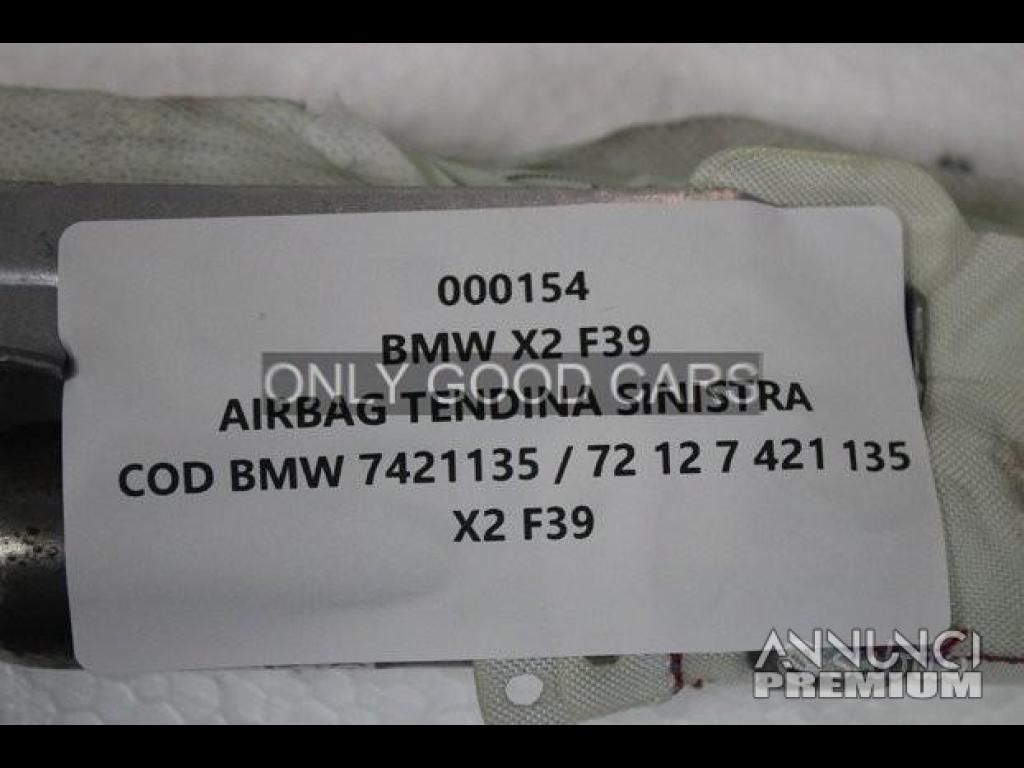 000154
BMW X2 F39
ONLY GOOD CARS
AIRBAG TENDINA SINISTRA
COD BMW 7421135 / 72 12 7 421 135
X2 F39
ANNUNCI
PREMIUM